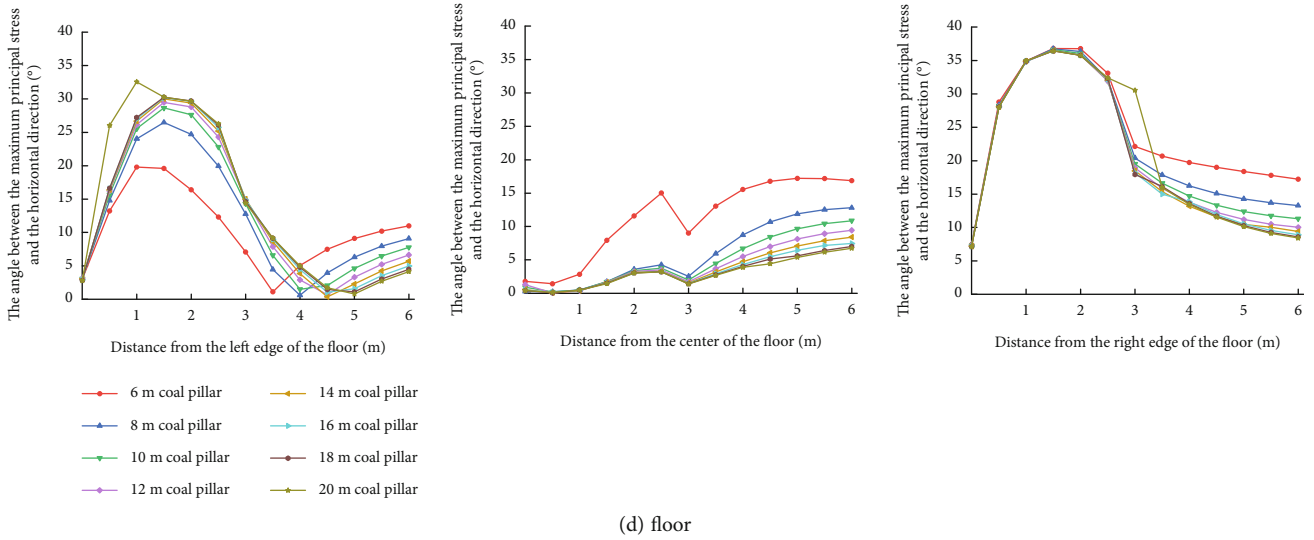 The angle between the maximum principal stress
and the horizontal direction (°)
40
35
30
25
20
15
10
5
0
1 2 3 4 5 6
Distance from the left edge of the floor (m)
The angle between the maximum principal stress
and the horizontal direction (°)
40
35
30
25
20
15
10
5
0
1 2 3 4 5 6
Distance from the center of the floor (m)
The angle between the maximum principal stress
and the horizontal direction (°)
40
35
30
25
20
15
10
5
0
1 2 3 4 5 6
Distance from the right edge of the floor (m)
6 m coal pillar
8 m coal pillar
10 m coal pillar
12 m coal pillar
14 m coal pillar
16 m coal pillar
18 m coal pillar
20 m coal pillar
(d) floor